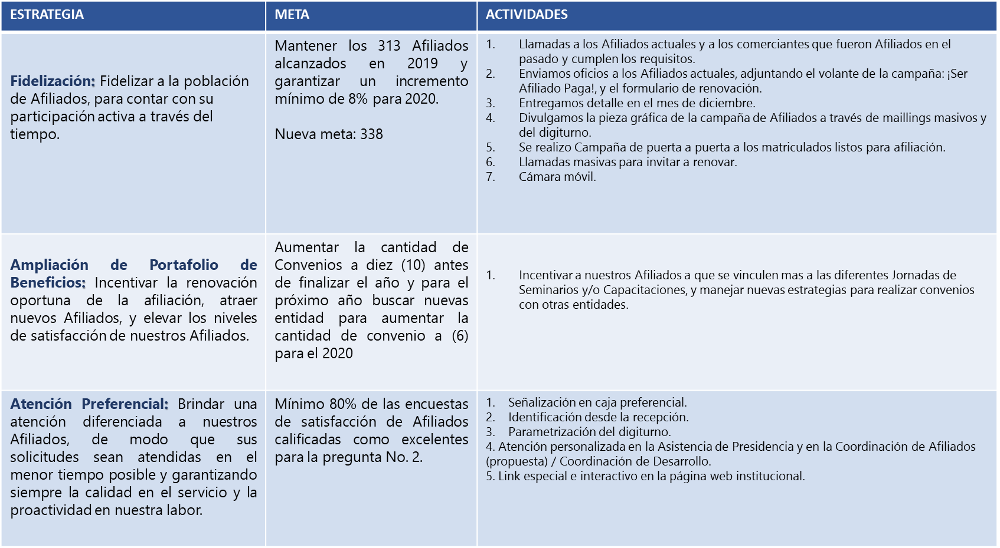 ESTRATEGIA
META
ACTIVIDADES
Fidelización: Fidelizar a la población
de Afiliados, para contar con su
participación activa a través del
tiempo.
Mantener los 313 Afiliados
alcanzados en 2019 y
garantizar un incremento
mínimo de 8% para 2020.
Nueva meta: 338
1. Llamadas a los Afiliados actuales y a los comerciantes que fueron Afiliados en el
pasado y cumplen los requisitos.
2. Enviamos oficios a los Afiliados actuales, adjuntando el volante de la campaña: ¡Ser
Afiliado Paga!, y el formulario de renovación.
3. Entregamos detalle en el mes de diciembre.
4. Divulgamos la pieza gráfica de la campaña de Afiliados a través de maillings masivos y
del digiturno.
5. Se realizo Campaña de puerta a puerta a los matriculados listos para afiliación.
6. Llamadas masivas para invitar a renovar.
7. Cámara móvil.
Ampliación de Portafolio de
Beneficios: Incentivar la renovación
oportuna de la afiliación, atraer
nuevos Afiliados, y elevar los niveles
de satisfacción de nuestros Afiliados.
Aumentar la cantidad de
Convenios a diez (10) antes
de finalizar el año y para el
próximo año buscar nuevas
entidad para aumentar la
cantidad de convenio a (6)
para el 2020
1. Incentivar a nuestros Afiliados a que se vinculen mas a las diferentes Jornadas de
Seminarios y/o Capacitaciones, y manejar nuevas estrategias para realizar convenios
con otras entidades.
Atención Preferencial: Brindar una
atención diferenciada a nuestros
Afiliados, de modo que sus
solicitudes sean atendidas en el
menor tiempo posible y garantizando
siempre la calidad en el servicio y la
proactividad en nuestra labor.
Mínimo 80% de las encuestas
de satisfacción de Afiliados
calificadas como excelentes
para la pregunta No. 2.
1. Señalización en caja preferencial.
2. Identificación desde la recepción.
3. Parametrización del digiturno.
4. Atención personalizada en la Asistencia de Presidencia y en la Coordinación de Afiliados
(propuesta) / Coordinación de Desarrollo.
5. Link especial e interactivo en la página web institucional.